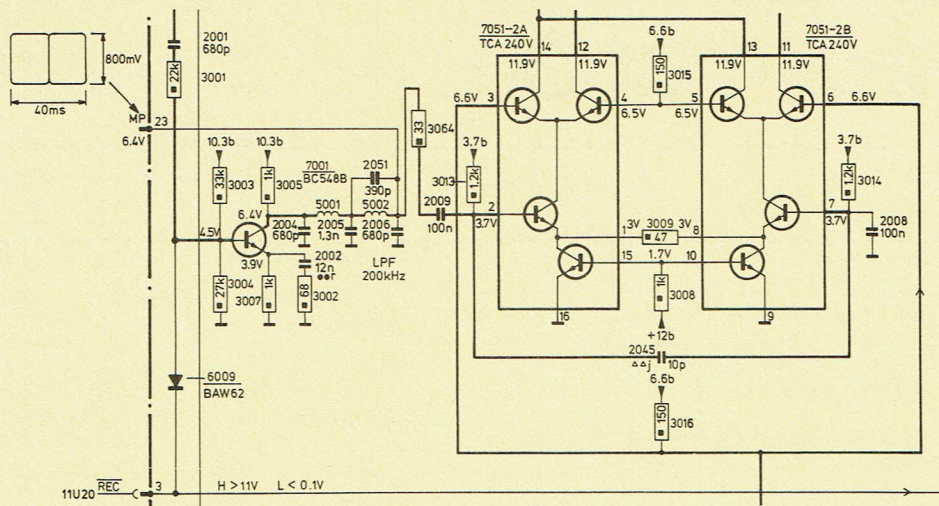 2001
680p
22k
3001
800mV
40ms
MP
23
6.4V
10.3b
10.3b
33k
3003
1k
3005
7001
BC548B
2051
390p
6.4V
5001
5002
4.5V
2004
680p
2005
1.3n
2006
680p
3.9V
2002
12n
LPF
200kHz
27k
3004
1k
3007
68
3002
6009
BAW62
11U20
REC
3
H > 11V
L < 0.1V
33
3064
2009
100n
3.7b
3013
1.2k
2
3.7V
7051-2A
TCA 240V
14
12
11.9V
11.9V
6.6V
3
4
6.5V
6.6b
150
3015
7051-2B
TCA 240V
13
11
11.9V
11.9V
5
6.5V
6
6.6V
3.7b
1.2k
3014
7
3.7V
2008
100n
1
3V
3009
3V
8
47
15
1.7V
10
1k
3008
+12b
16
9
2045
10p
j
6.6b
150
3016